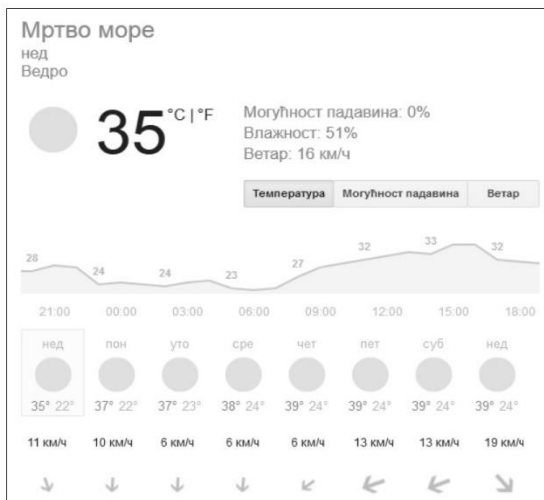 Мртво море
нед
Ведро
35 °C | °F
Могућност падавина: 0%
Влажност: 51%
Ветар: 16 км/ч
Температура Могућност падавина Ветар
28 24 24 23 27 32 33 32
21:00 00:00 03:00 06:00 09:00 12:00 15:00 18:00
нед пон уто сре чет пет суб нед
35° 22° 37° 22° 37° 23° 38° 24° 39° 24° 39° 24° 39° 24° 39° 24°
11 км/ч 10 км/ч 6 км/ч 6 км/ч 6 км/ч 13 км/ч 13 км/ч 19 км/ч